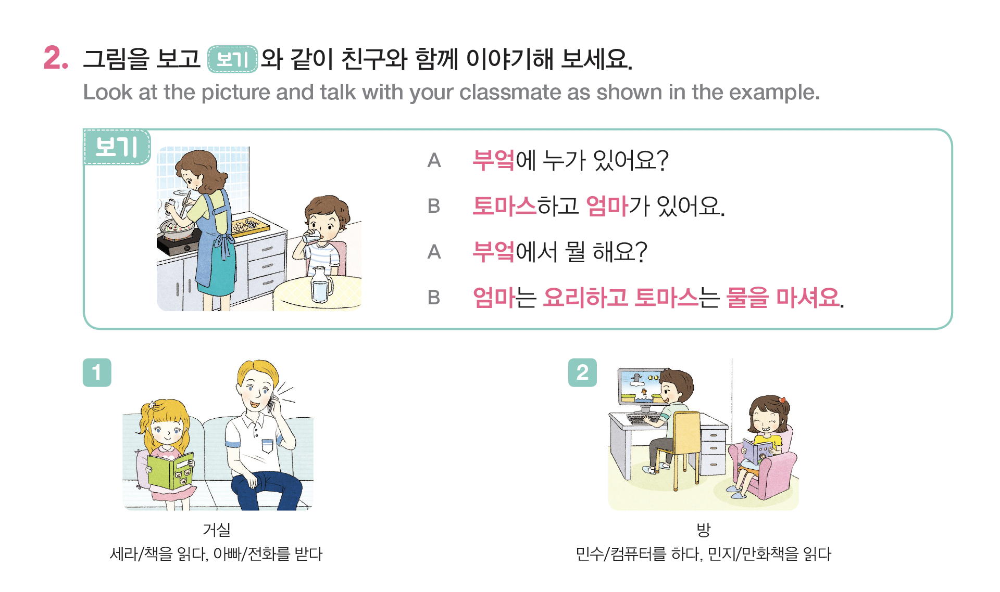 2. 그림을 보고 보기와 같이 친구와 함께 이야기해 보세요.
Look at the picture and talk with your classmate as shown in the example.
보기
A 부엌에 누가 있어요?
B 토마스하고 엄마가 있어요.
A 부엌에서 뭘 해요?
B 엄마는 요리하고 토마스는 물을 마셔요.
1
거실
세라/책을 읽다, 아빠/전화를 받다
2
방
민수/컴퓨터를 하다, 민지/만화책을 읽다